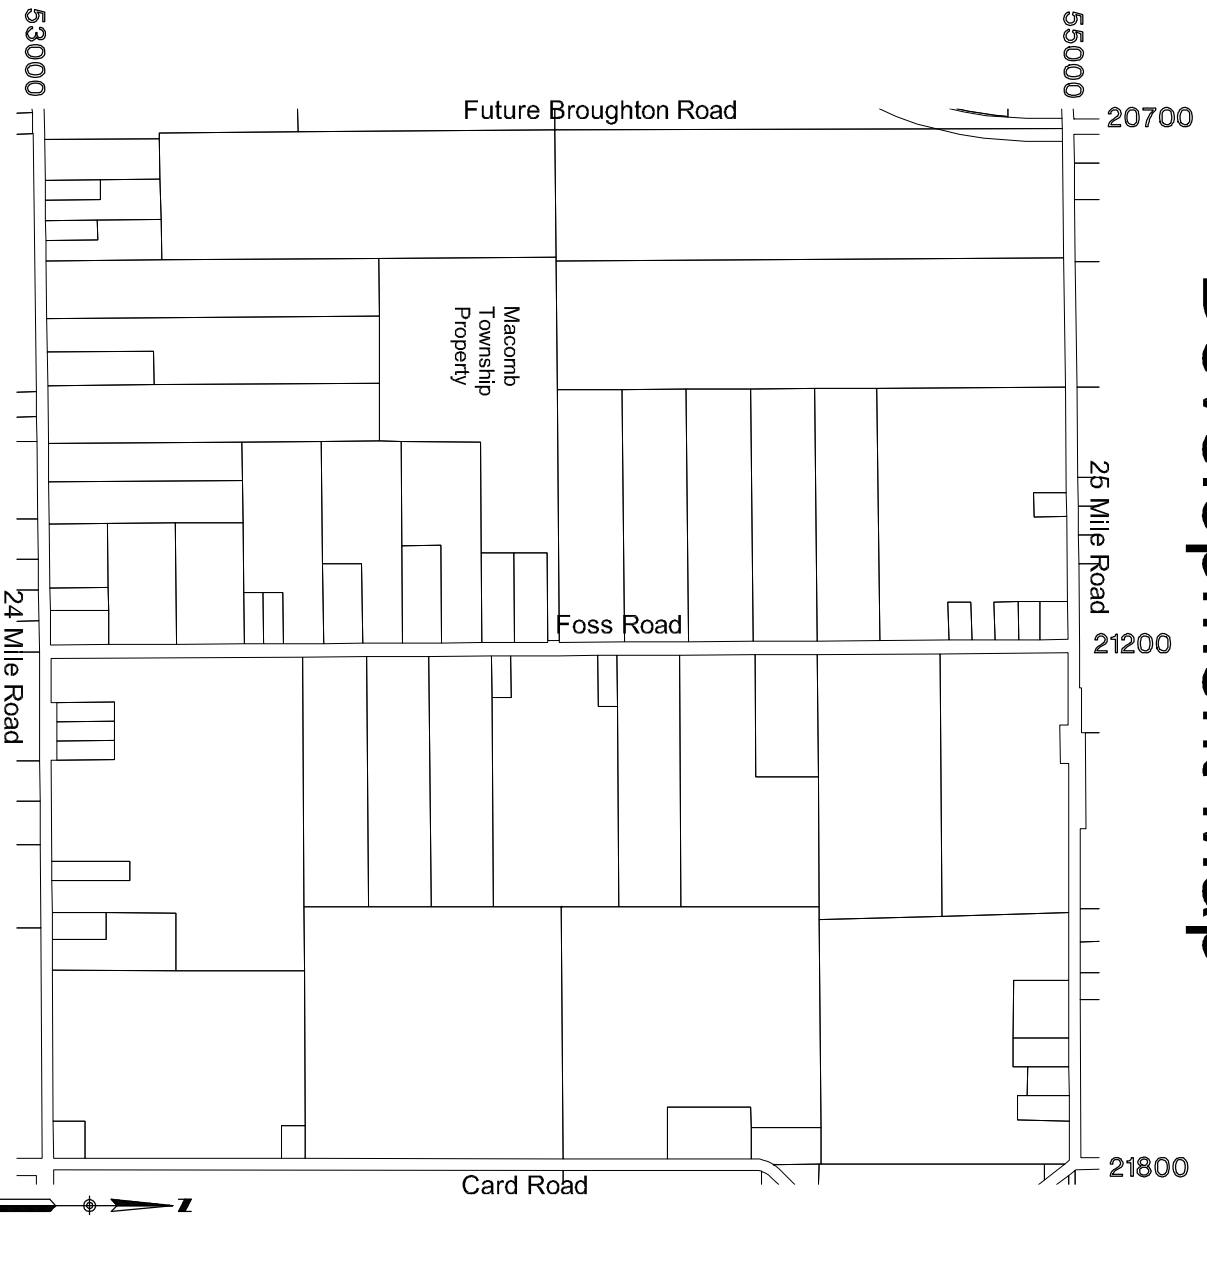 53000
55000
Future Broughton Road
20700
Macomb
Township
Property
25 Mile Road
24 Mile Road
Foss Road
21200
21800
Card Road
N